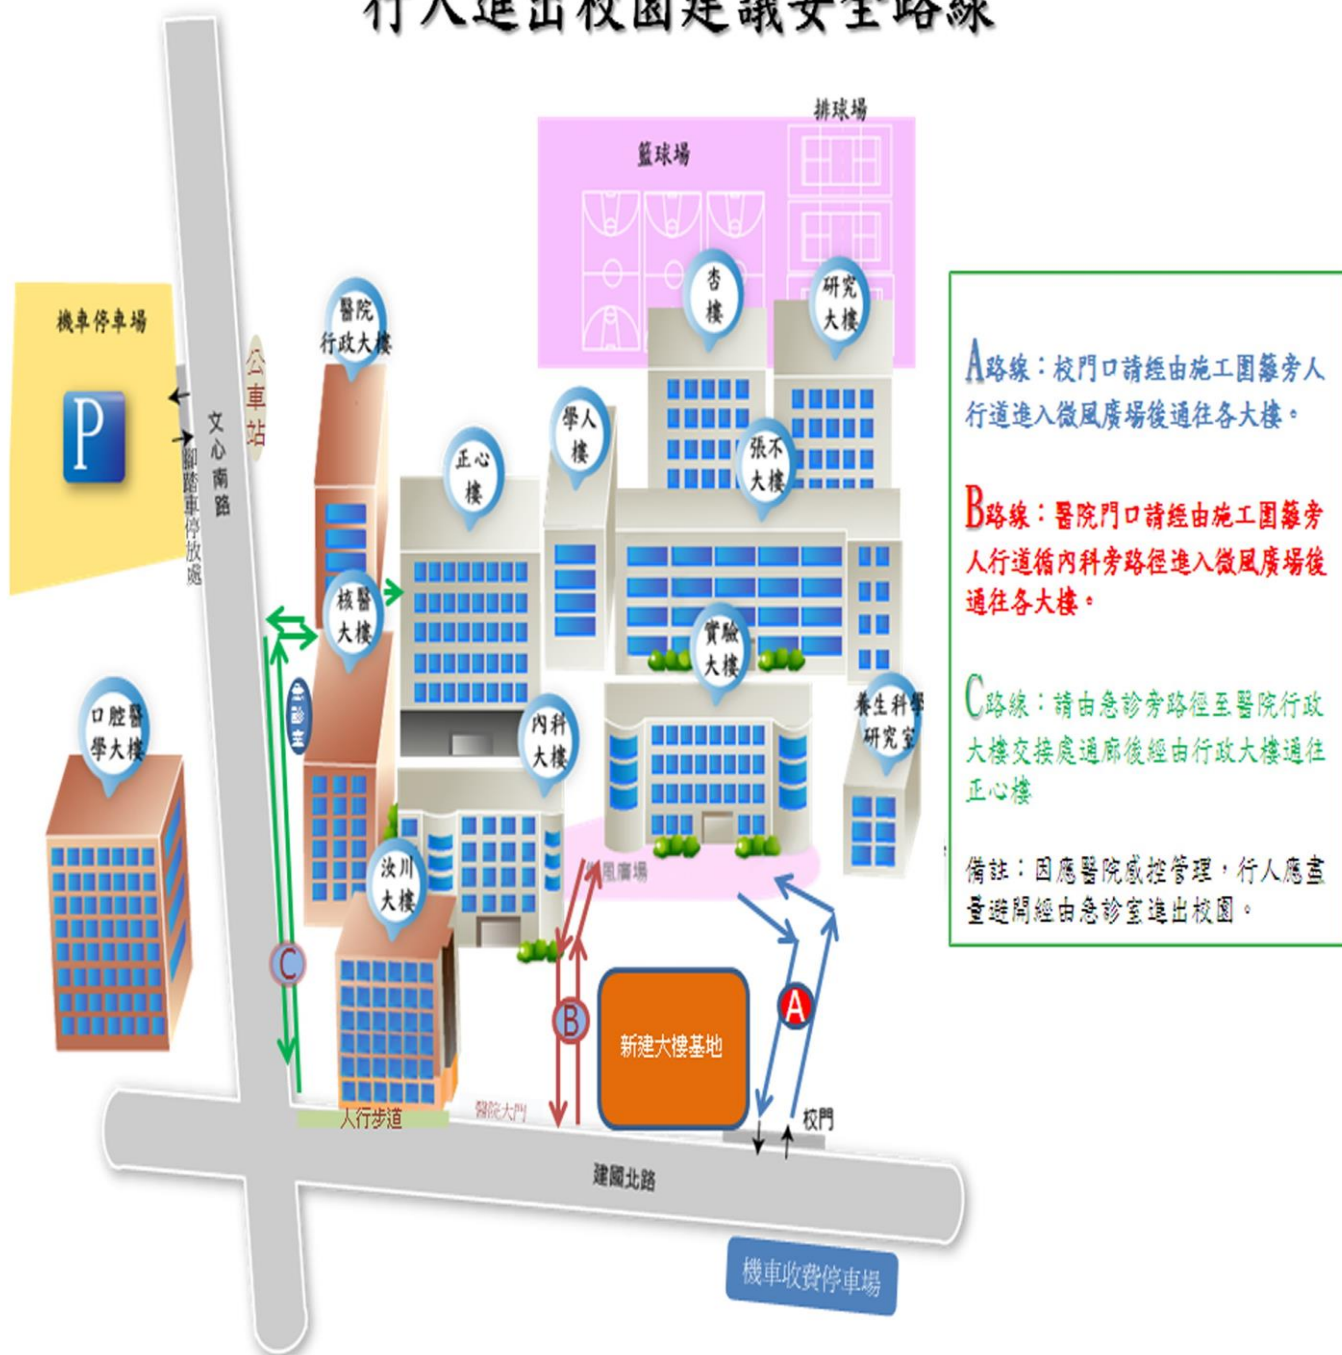 行人進出校園建議安全路線
排球場
籃球場
機車停車場
P
公車站
文心南路
腳踏車停放處
醫院
行政大樓
正心
樓
學人
樓
杏
樓
研究
大樓
張不
大樓
核醫
大樓
急診室
口腔醫
學大樓
內科
大樓
實驗
大樓
養生科學
研究室
汝川
大樓
微風廣場
C
B
A
新建大樓基地
人行步道
醫院大門
校門
建國北路
機車收費停車場
A路線：校門口請經由施工圍籬旁人
行道進入微風廣場後通往各大樓。
B路線：醫院門口請經由施工圍籬旁
人行道循內科旁路徑進入微風廣場後
通往各大樓。
C路線：請由急診旁路徑至醫院行政
大樓交接處通廊後經由行政大樓通往
正心樓
備註：因應醫院感控管理，行人應盡
量避開經由急診室進出校園。